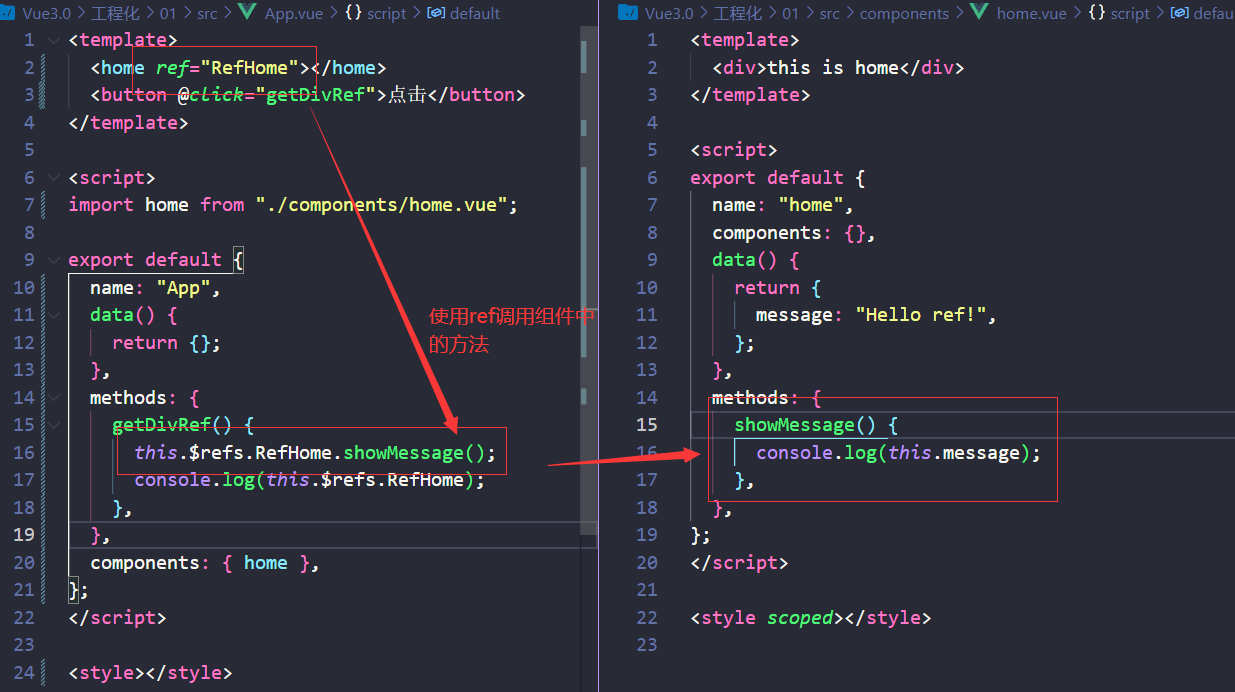 Vue3.0 > 工程化 > 01 > src > App.vue > {} script > default
1 <template>
2 <home ref="RefHome"></home>
3 <button @click="getDivRef">点击</button>
4 </template>
5
6 <script>
7 import home from "./components/home.vue";
8
9 export default {
10 name: "App",
11 data() {
12 return {};
13 },
14 methods: {
15 getDivRef() {
16 this.$refs.RefHome.showMessage();
17 console.log(this.$refs.RefHome);
18 },
19 },
20 components: { home },
21 };
22 </script>
23
24 <style></style>
使用ref调用组件中
的方法
Vue3.0 > 工程化 > 01 > src > components > home.vue > {} script > defau
1 <template>
2 <div>this is home</div>
3 </template>
4
5 <script>
6 export default {
7 name: "home",
8 components: {},
9 data() {
10 return {
11 message: "Hello ref!",
12 };
13 },
14 methods: {
15 showMessage() {
16 console.log(this.message);
17 },
18 },
19 };
20 </script>
21
22 <style scoped></style>
23